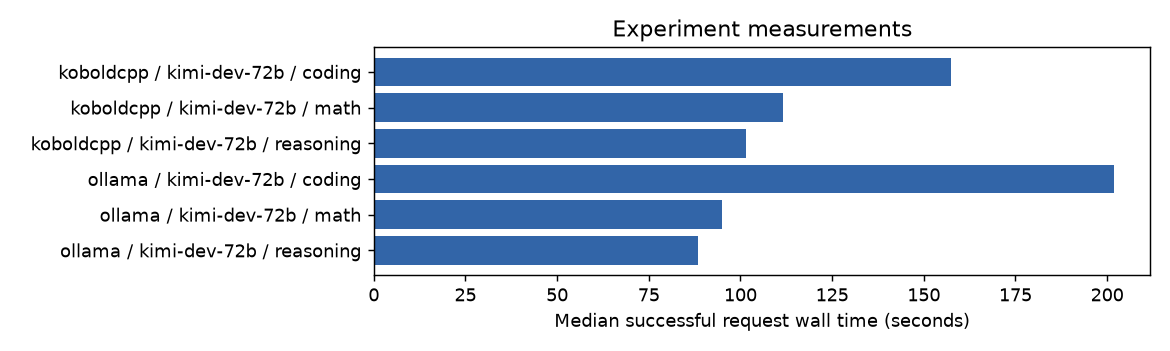 Experiment measurements
koboldcpp / kimi-dev-72b / coding
koboldcpp / kimi-dev-72b / math
koboldcpp / kimi-dev-72b / reasoning
ollama / kimi-dev-72b / coding
ollama / kimi-dev-72b / math
ollama / kimi-dev-72b / reasoning
0 25 50 75 100 125 150 175 200
Median successful request wall time (seconds)